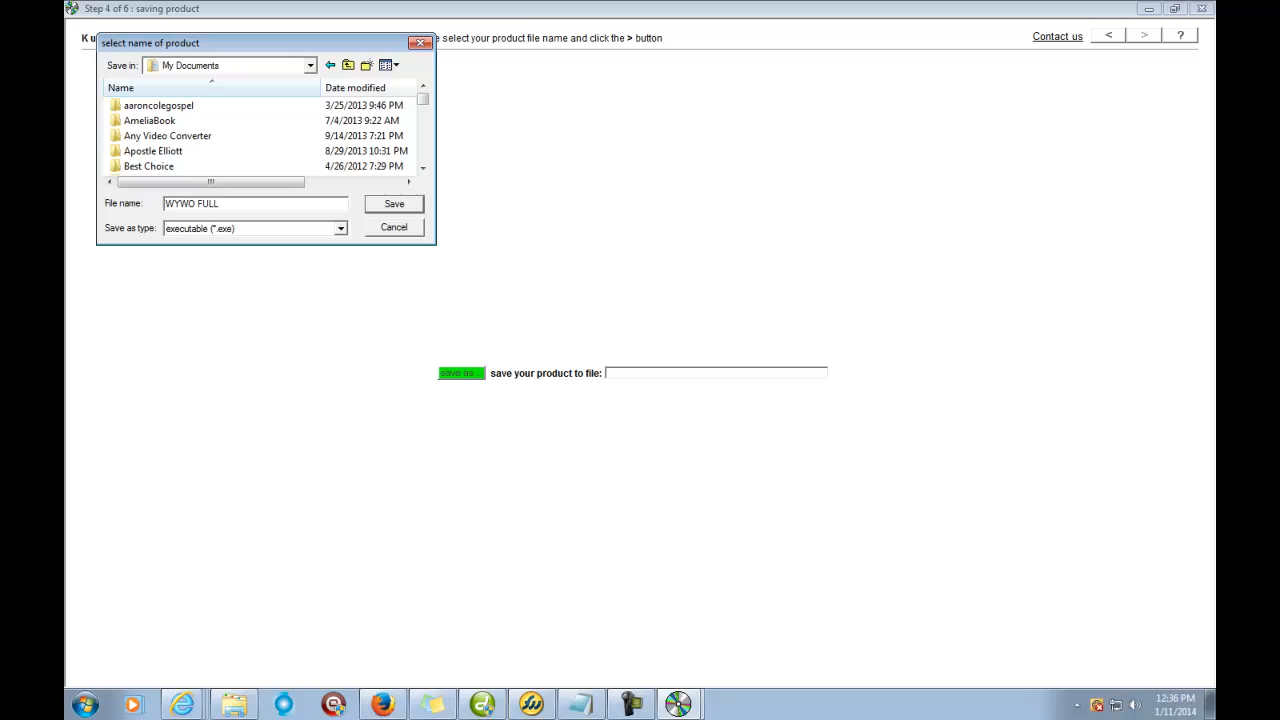 Step 4 of 6 : saving product
K u
select your product file name and click the > button
Contact us
<
>
?
select name of product
Save in:
My Documents
Name
Date modified
aaroncolegospel
3/25/2013 9:46 PM
AmeliaBook
7/4/2013 9:22 AM
Any Video Converter
9/14/2013 7:21 PM
Apostle Elliott
8/29/2013 10:31 PM
Best Choice
4/26/2012 7:29 PM
File name:
WYWO FULL
Save
Save as type:
executable (*.exe)
Cancel
save as ...
save your product to file:
12:36 PM
1/11/2014